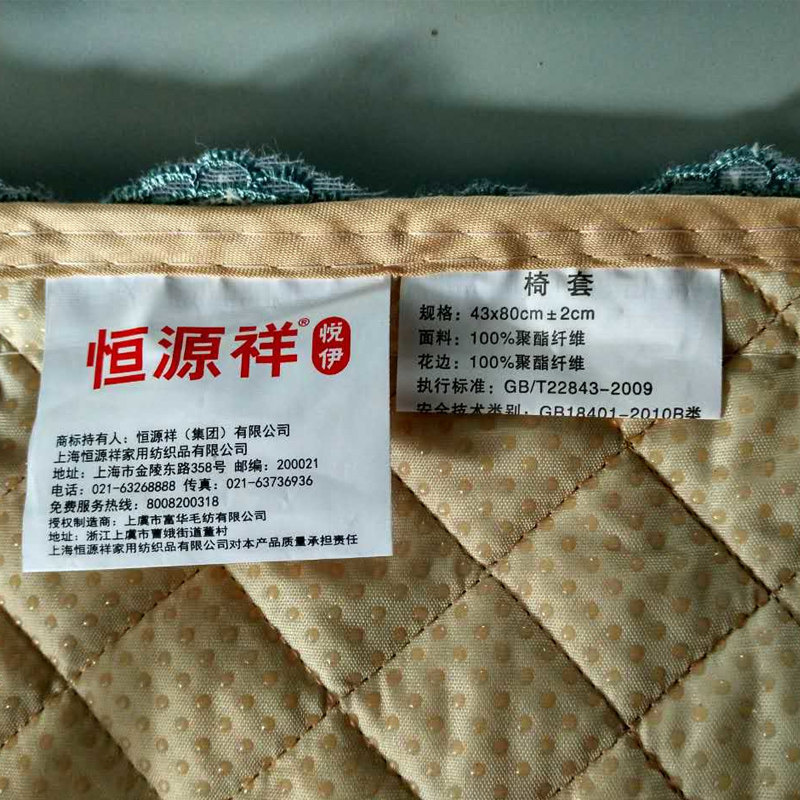 恒源祥®
悦伊
商标持有人：恒源祥（集团）有限公司
上海恒源祥家用纺织品有限公司
地址：上海市金陵东路358号 邮编：200021
电话：021-63268888 传真：021-63736936
免费服务热线：8008200318
授权制造商：上虞市富华毛纺有限公司
地址：浙江上虞市曹娥街道董村
上海恒源祥家用纺织品有限公司对本产品质量承担责任
椅套
规格：43x80cm±2cm
面料：100%聚酯纤维
花边：100%聚酯纤维
执行标准：GB/T22843-2009
安全技术类别：GB18401-2010B类